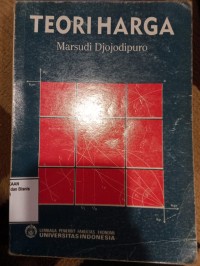 TEORI HARGA
Marsudi Djojodipuro
LEMBAGA PENERBIT FAKULTAS EKONOMI
UNIVERSITAS INDONESIA